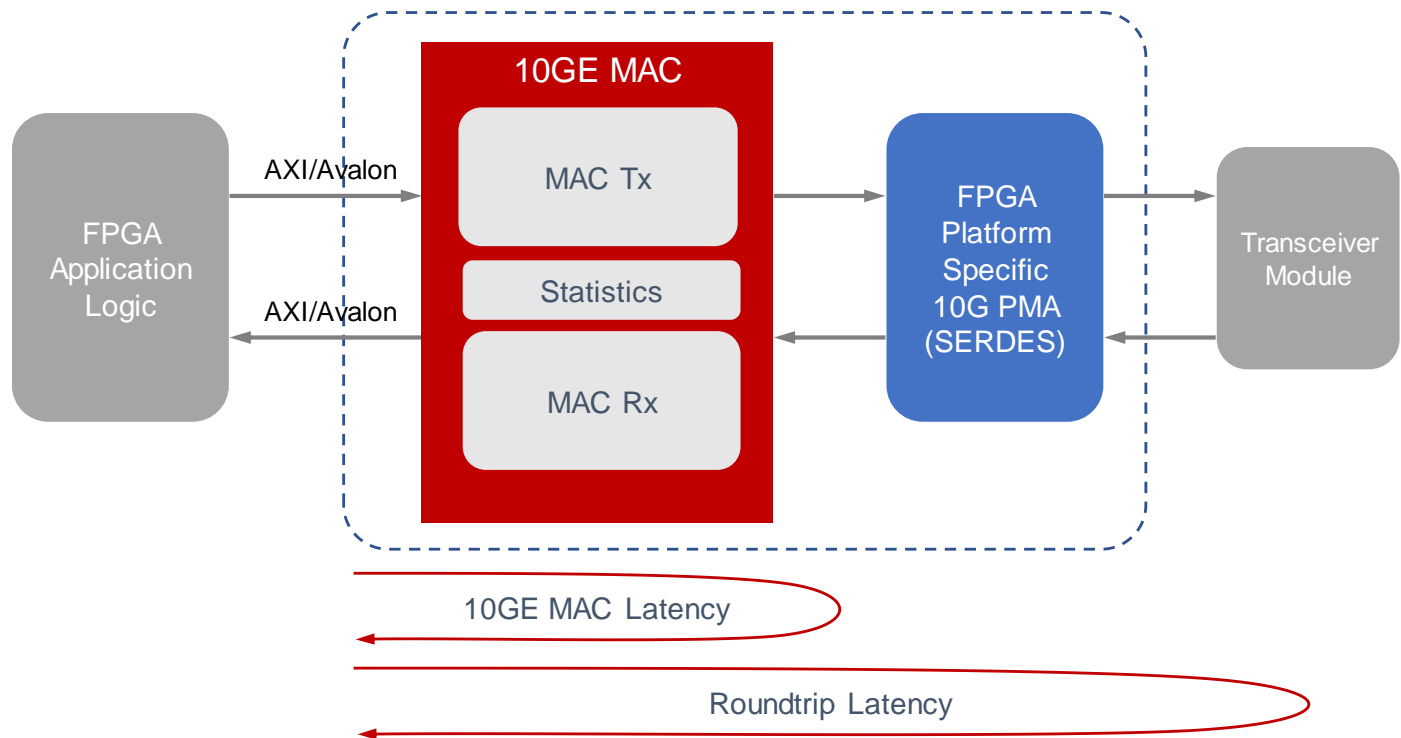 10GE MAC
FPGA
Application
Logic
AXI/Avalon
AXI/Avalon
MAC Tx
Statistics
MAC Rx
FPGA
Platform
Specific
10G PMA
(SERDES)
Transceiver
Module
10GE MAC Latency
Roundtrip Latency